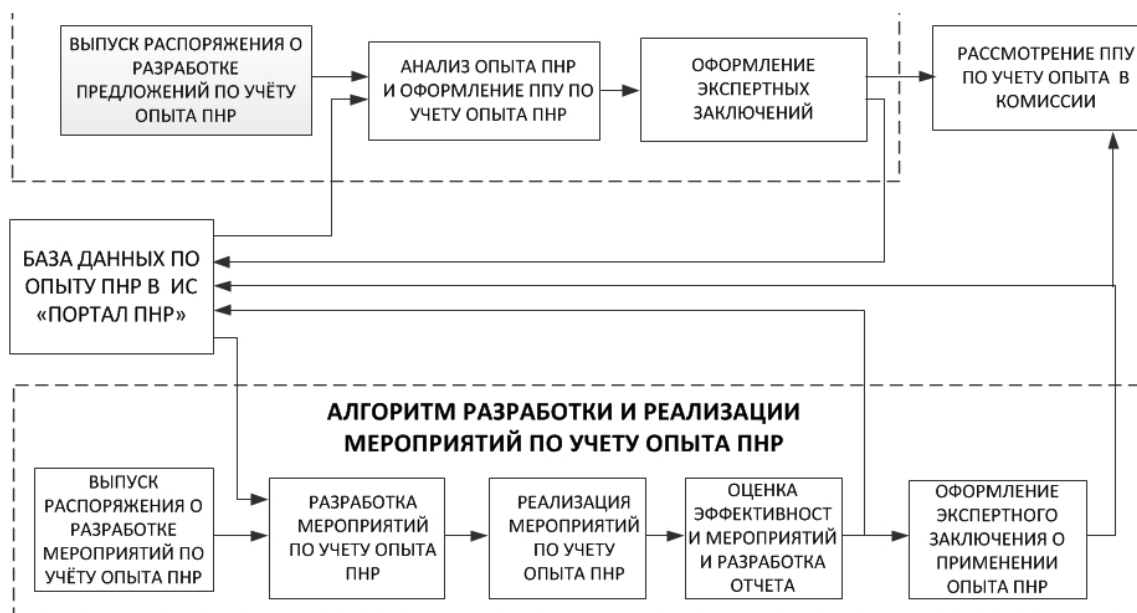 ВЫПУСК РАСПОРЯЖЕНИЯ О
РАЗРАБОТКЕ
ПРЕДЛОЖЕНИЙ ПО УЧЁТУ
ОПЫТА ПНР
АНАЛИЗ ОПЫТА ПНР
И ОФОРМЛЕНИЕ ППУ ПО
УЧЕТУ ОПЫТА ПНР
ОФОРМЛЕНИЕ
ЭКСПЕРТНЫХ
ЗАКЛЮЧЕНИЙ
РАССМОТРЕНИЕ ППУ
ПО УЧЕТУ ОПЫТА В
КОМИССИИ
БАЗА ДАННЫХ ПО
ОПЫТУ ПНР В ИС
«ПОРТАЛ ПНР»
АЛГОРИТМ РАЗРАБОТКИ И РЕАЛИЗАЦИИ
МЕРОПРИЯТИЙ ПО УЧЕТУ ОПЫТА ПНР
ВЫПУСК
РАСПОРЯЖЕНИЯ О
РАЗРАБОТКЕ
МЕРОПРИЯТИЙ ПО
УЧЁТУ ОПЫТА ПНР
РАЗРАБОТКА
МЕРОПРИЯТИЙ
ПО УЧЕТУ ОПЫТА
ПНР
РЕАЛИЗАЦИЯ
МЕРОПРИЯТИЙ
ПО УЧЕТУ
ОПЫТА ПНР
ОЦЕНКА
ЭФФЕКТИВНОСТ
И МЕРОПРИЯТИЙ
И РАЗРАБОТКА
ОТЧЕТА
ОФОРМЛЕНИЕ
ЭКСПЕРТНОГО
ЗАКЛЮЧЕНИЯ О
ПРИМЕНЕНИИ
ОПЫТА ПНР